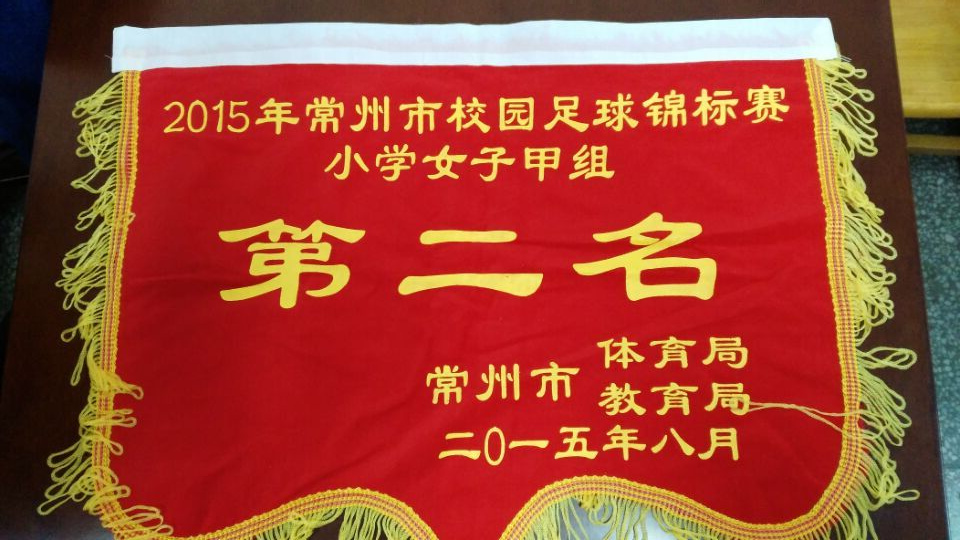 2015年常州市校园足球锦标赛
小学女子甲组
第二名
常州市 体育局
教育局
二〇一五年八月